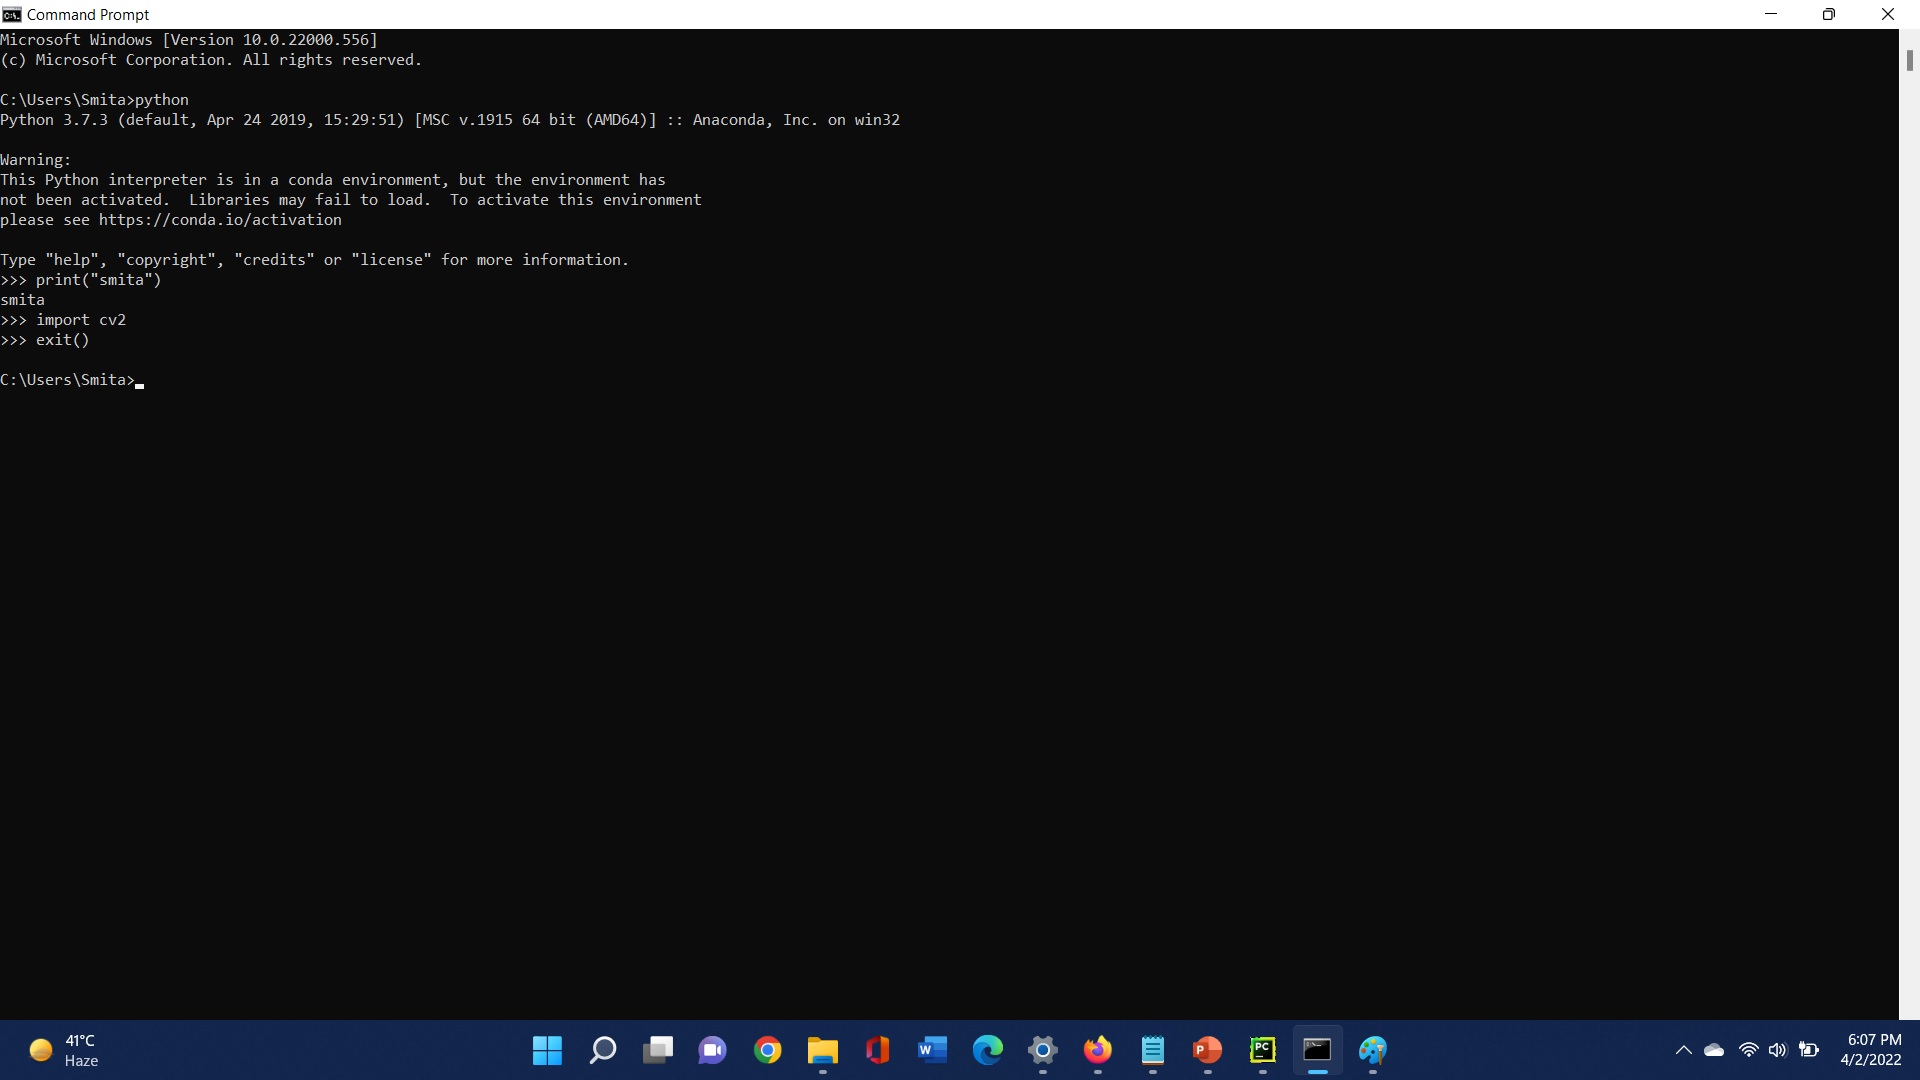 Command Prompt
Microsoft Windows [Version 10.0.22000.556]
(c) Microsoft Corporation. All rights reserved.
C:\Users\Smita>python
Python 3.7.3 (default, Apr 24 2019, 15:29:51) [MSC v.1915 64 bit (AMD64)] :: Anaconda, Inc. on win32
Warning:
This Python interpreter is in a conda environment, but the environment has
not been activated.  Libraries may fail to load.  To activate this environment
please see https://conda.io/activation
Type "help", "copyright", "credits" or "license" for more information.
>>> print("smita")
smita
>>> import cv2
>>> exit()
C:\Users\Smita>
41°C
Haze
W
P
PC
6:07 PM
4/2/2022